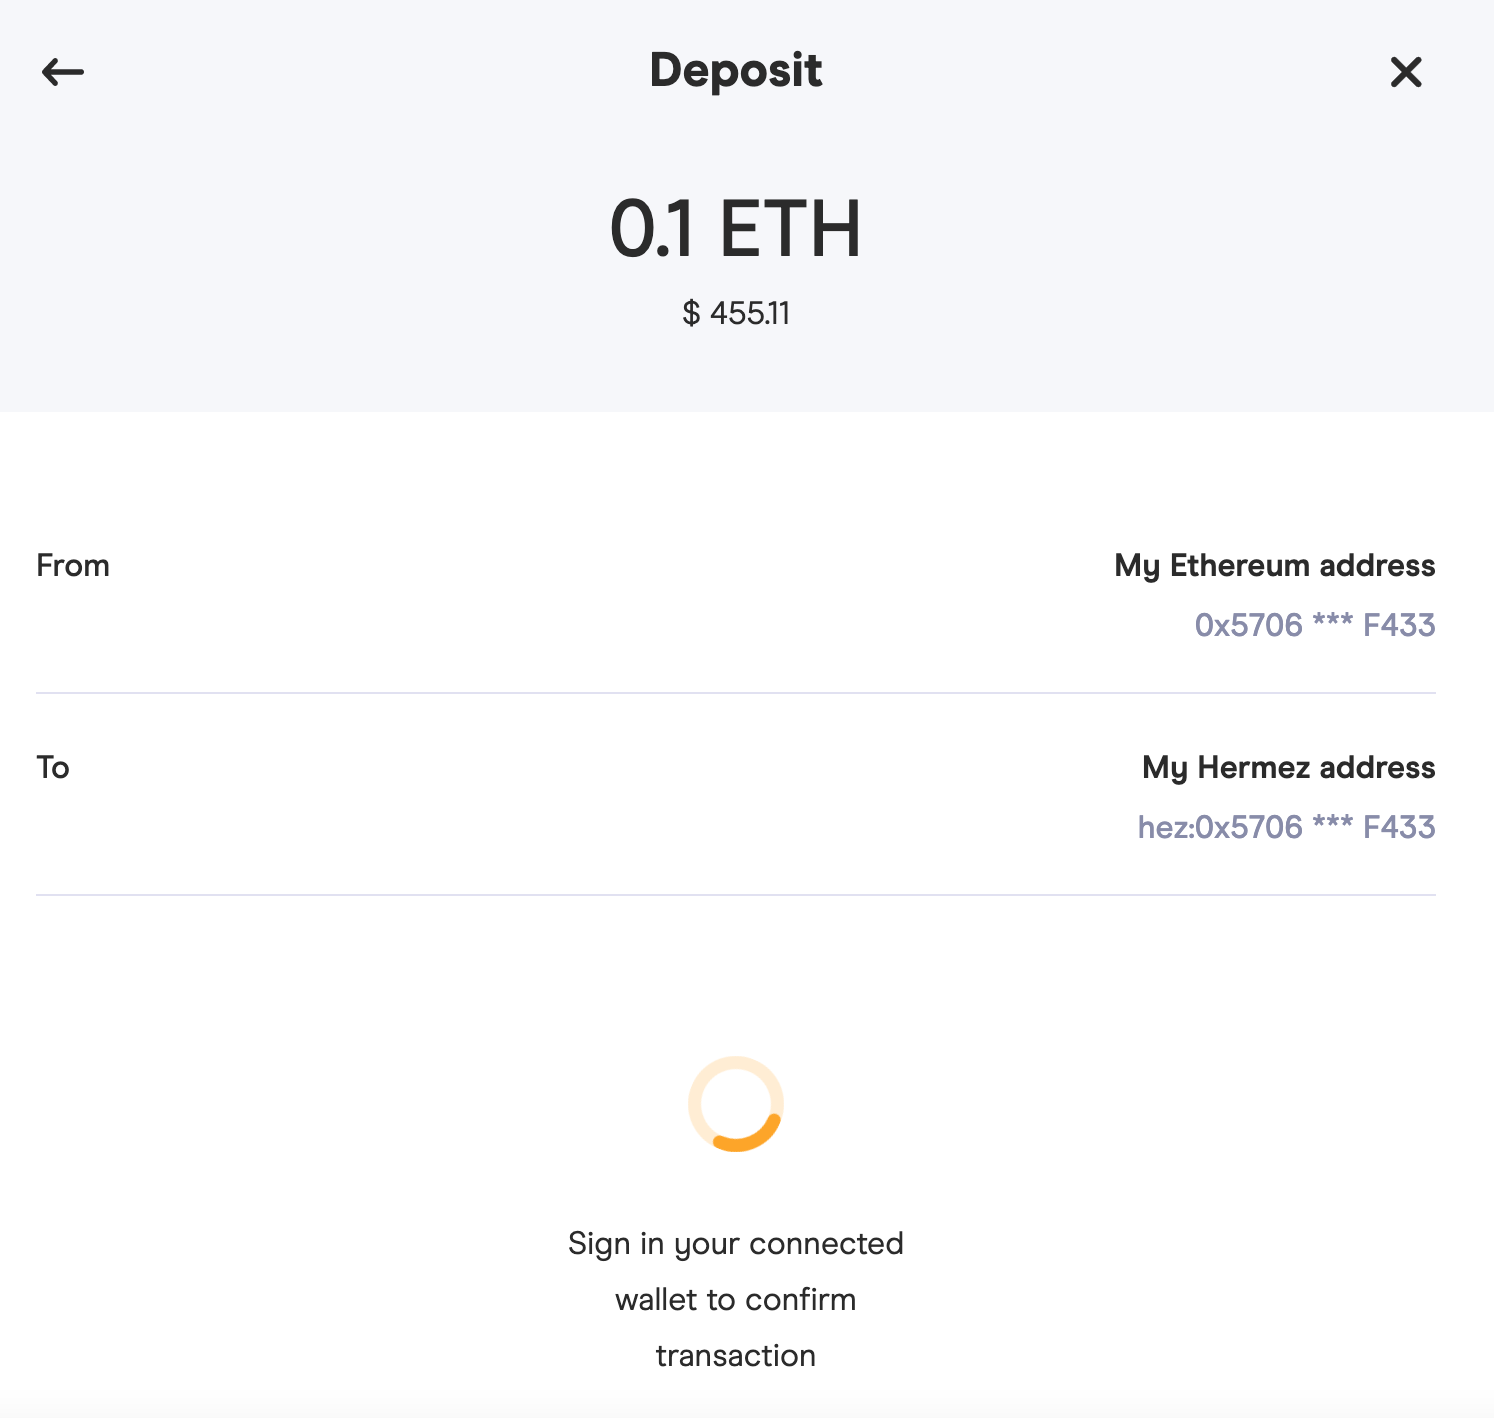 Deposit
0.1 ETH
$ 455.11
From
My Ethereum address
0x5706 *** F433
To
My Hermez address
hez:0x5706 *** F433
Sign in your connected
wallet to confirm
transaction